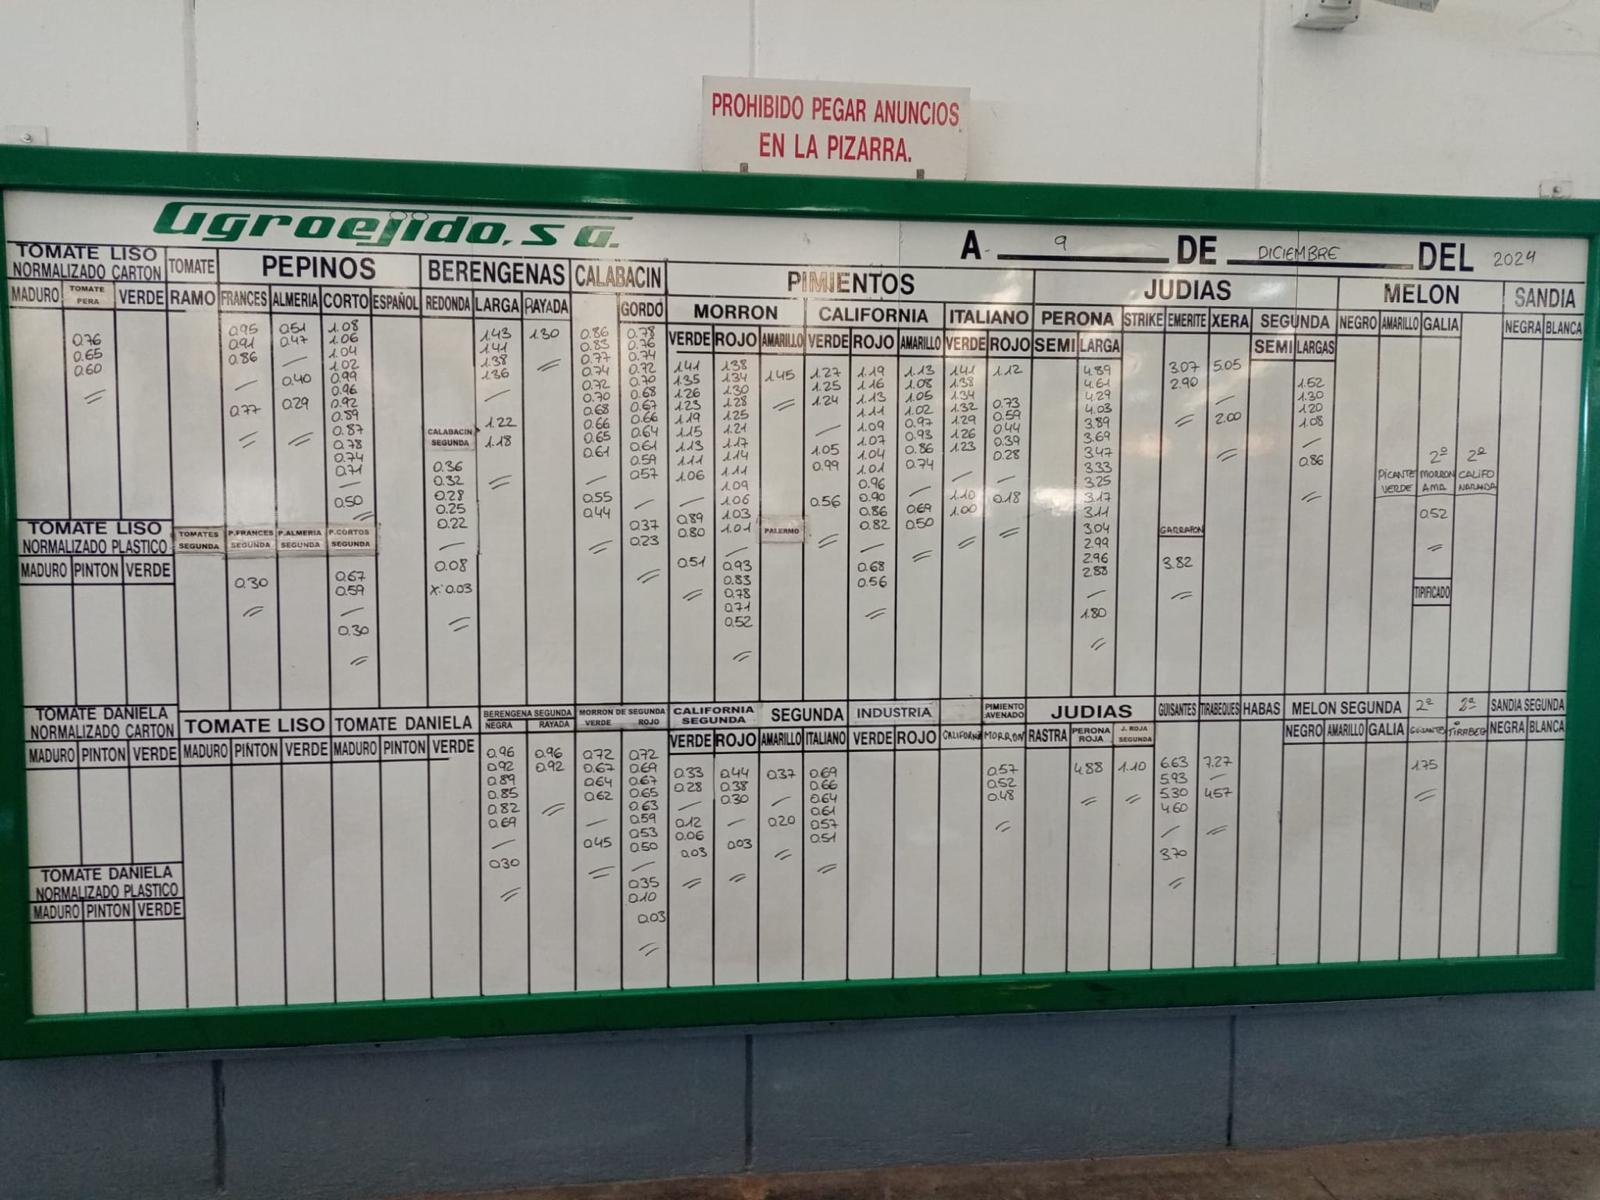 PROHIBIDO PEGAR ANUNCIOS
EN LA PIZARRA.
Agroejido, S.A.
A 9 DE DICIEMBRE DEL 2024
TOMATE LISO
NORMALIZADO CARTON
TOMATE
PEPINOS
BERENGENAS
CALABACIN
PIMIENTOS
JUDIAS
MELON
SANDIA
MADURO TOMATE PERA VERDE RAMO FRANCES ALMERIA CORTO ESPAÑOL REDONDA LARGA RAYADA GORDO
MORRON CALIFORNIA ITALIANO PERONA STRIKE EMERITE XERA SEGUNDA NEGRO AMARILLO GALIA NEGRA BLANCA
VERDE ROJO AMARILLO VERDE ROJO AMARILLO VERDE ROJO SEMI LARGA SEMI LARGAS
0.76
0.65
0.60
0.95
0.91
0.86
0.77
0.51
0.47
0.40
0.29
1.08
1.06
1.04
1.02
0.99
0.96
0.92
0.89
0.87
0.78
0.74
0.71
0.50
CALABACIN
SEGUNDA
0.36
0.32
0.28
0.25
0.22
0.08
X: 0.03
1.43
1.41
1.38
1.36
1.22
1.18
1.30
0.86
0.83
0.77
0.74
0.72
0.70
0.68
0.66
0.65
0.61
0.55
0.44
0.78
0.76
0.74
0.72
0.70
0.68
0.67
0.66
0.64
0.61
0.59
0.57
0.37
0.23
1.41
1.35
1.26
1.23
1.19
1.15
1.13
1.11
1.06
0.89
0.80
0.51
1.38
1.34
1.30
1.28
1.25
1.21
1.17
1.14
1.11
1.09
1.06
1.03
1.01
0.93
0.83
0.78
0.71
0.52
1.45
PALERMO
1.27
1.25
1.24
1.05
0.99
0.56
1.19
1.16
1.13
1.11
1.09
1.07
1.04
1.01
0.96
0.90
0.86
0.82
0.68
0.56
1.13
1.08
1.05
1.02
0.97
0.93
0.86
0.74
0.69
0.50
1.41
1.38
1.34
1.32
1.29
1.26
1.23
1.10
1.00
1.12
0.73
0.59
0.44
0.39
0.28
0.18
4.89
4.61
4.29
4.03
3.89
3.69
3.47
3.33
3.25
3.17
3.11
3.04
2.99
2.96
2.88
1.80
3.07
2.90
GARRAFON
3.82
5.05
2.00
1.52
1.30
1.20
1.08
0.86
PICANTE
VERDE
2ª
MORRON
AMA
0.52
TIPIFICADO
2ª
CALIFO
NARANJA
TOMATE LISO
NORMALIZADO PLASTICO
MADURO PINTON VERDE
TOMATES
SEGUNDA
P.FRANCES
SEGUNDA
0.30
P.ALMERIA
SEGUNDA
P.CORTOS
SEGUNDA
0.67
0.59
0.30
TOMATE DANIELA
NORMALIZADO CARTON
MADURO PINTON VERDE
TOMATE LISO
MADURO PINTON VERDE
TOMATE DANIELA
MADURO PINTON VERDE
BERENGENA SEGUNDA
NEGRA RAYADA
0.96
0.92
0.89
0.85
0.82
0.69
0.30
0.96
0.92
MORRON DE SEGUNDA
VERDE ROJO
0.72
0.67
0.64
0.62
0.45
0.72
0.69
0.67
0.65
0.63
0.59
0.53
0.50
0.35
0.10
0.03
CALIFORNIA
SEGUNDA
VERDE ROJO
0.33
0.28
0.12
0.06
0.03
0.44
0.38
0.30
0.03
SEGUNDA
AMARILLO ITALIANO
0.37
0.20
0.69
0.66
0.64
0.61
0.57
0.51
INDUSTRIA
VERDE ROJO
PIMIENTO
AVENADO
CALIFORNI MORRON
0.57
0.52
0.48
JUDIAS
RASTRA PERONA ROJA J. ROJA SEGUNDA
4.88
1.10
GUISANTES TIRABEQUES HABAS
6.63
5.93
5.30
4.60
3.70
7.27
4.57
MELON SEGUNDA
NEGRO AMARILLO GALIA
2ª
GUISANTES
1.75
2ª
TIRABEQ
SANDIA SEGUNDA
NEGRA BLANCA
TOMATE DANIELA
NORMALIZADO PLASTICO
MADURO PINTON VERDE